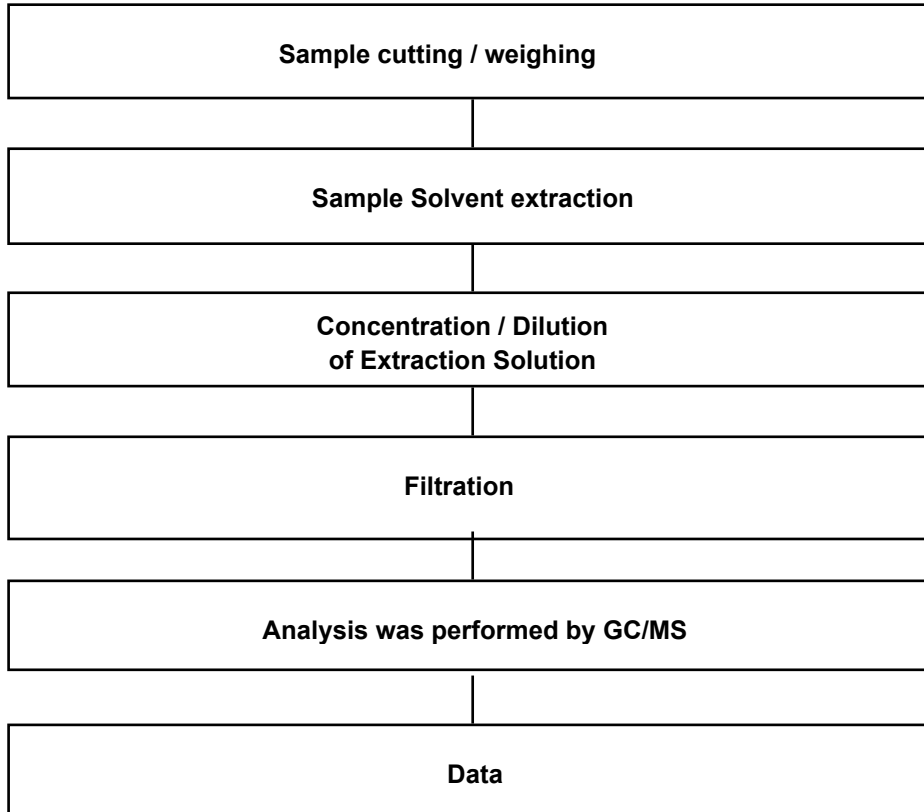 Sample cutting / weighing
Sample Solvent extraction
Concentration / Dilution
of Extraction Solution
Filtration
Analysis was performed by GC/MS
Data